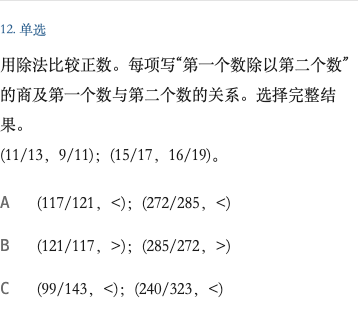 12. 单选
用除法比较正数。每项写“第一个数除以第二个数”
的商及第一个数与第二个数的关系。选择完整结
果。
(11/13，9/11)；(15/17，16/19)。
A (117/121，<)；(272/285，<)
B (121/117，>)；(285/272，>)
C (99/143，<)；(240/323，<)